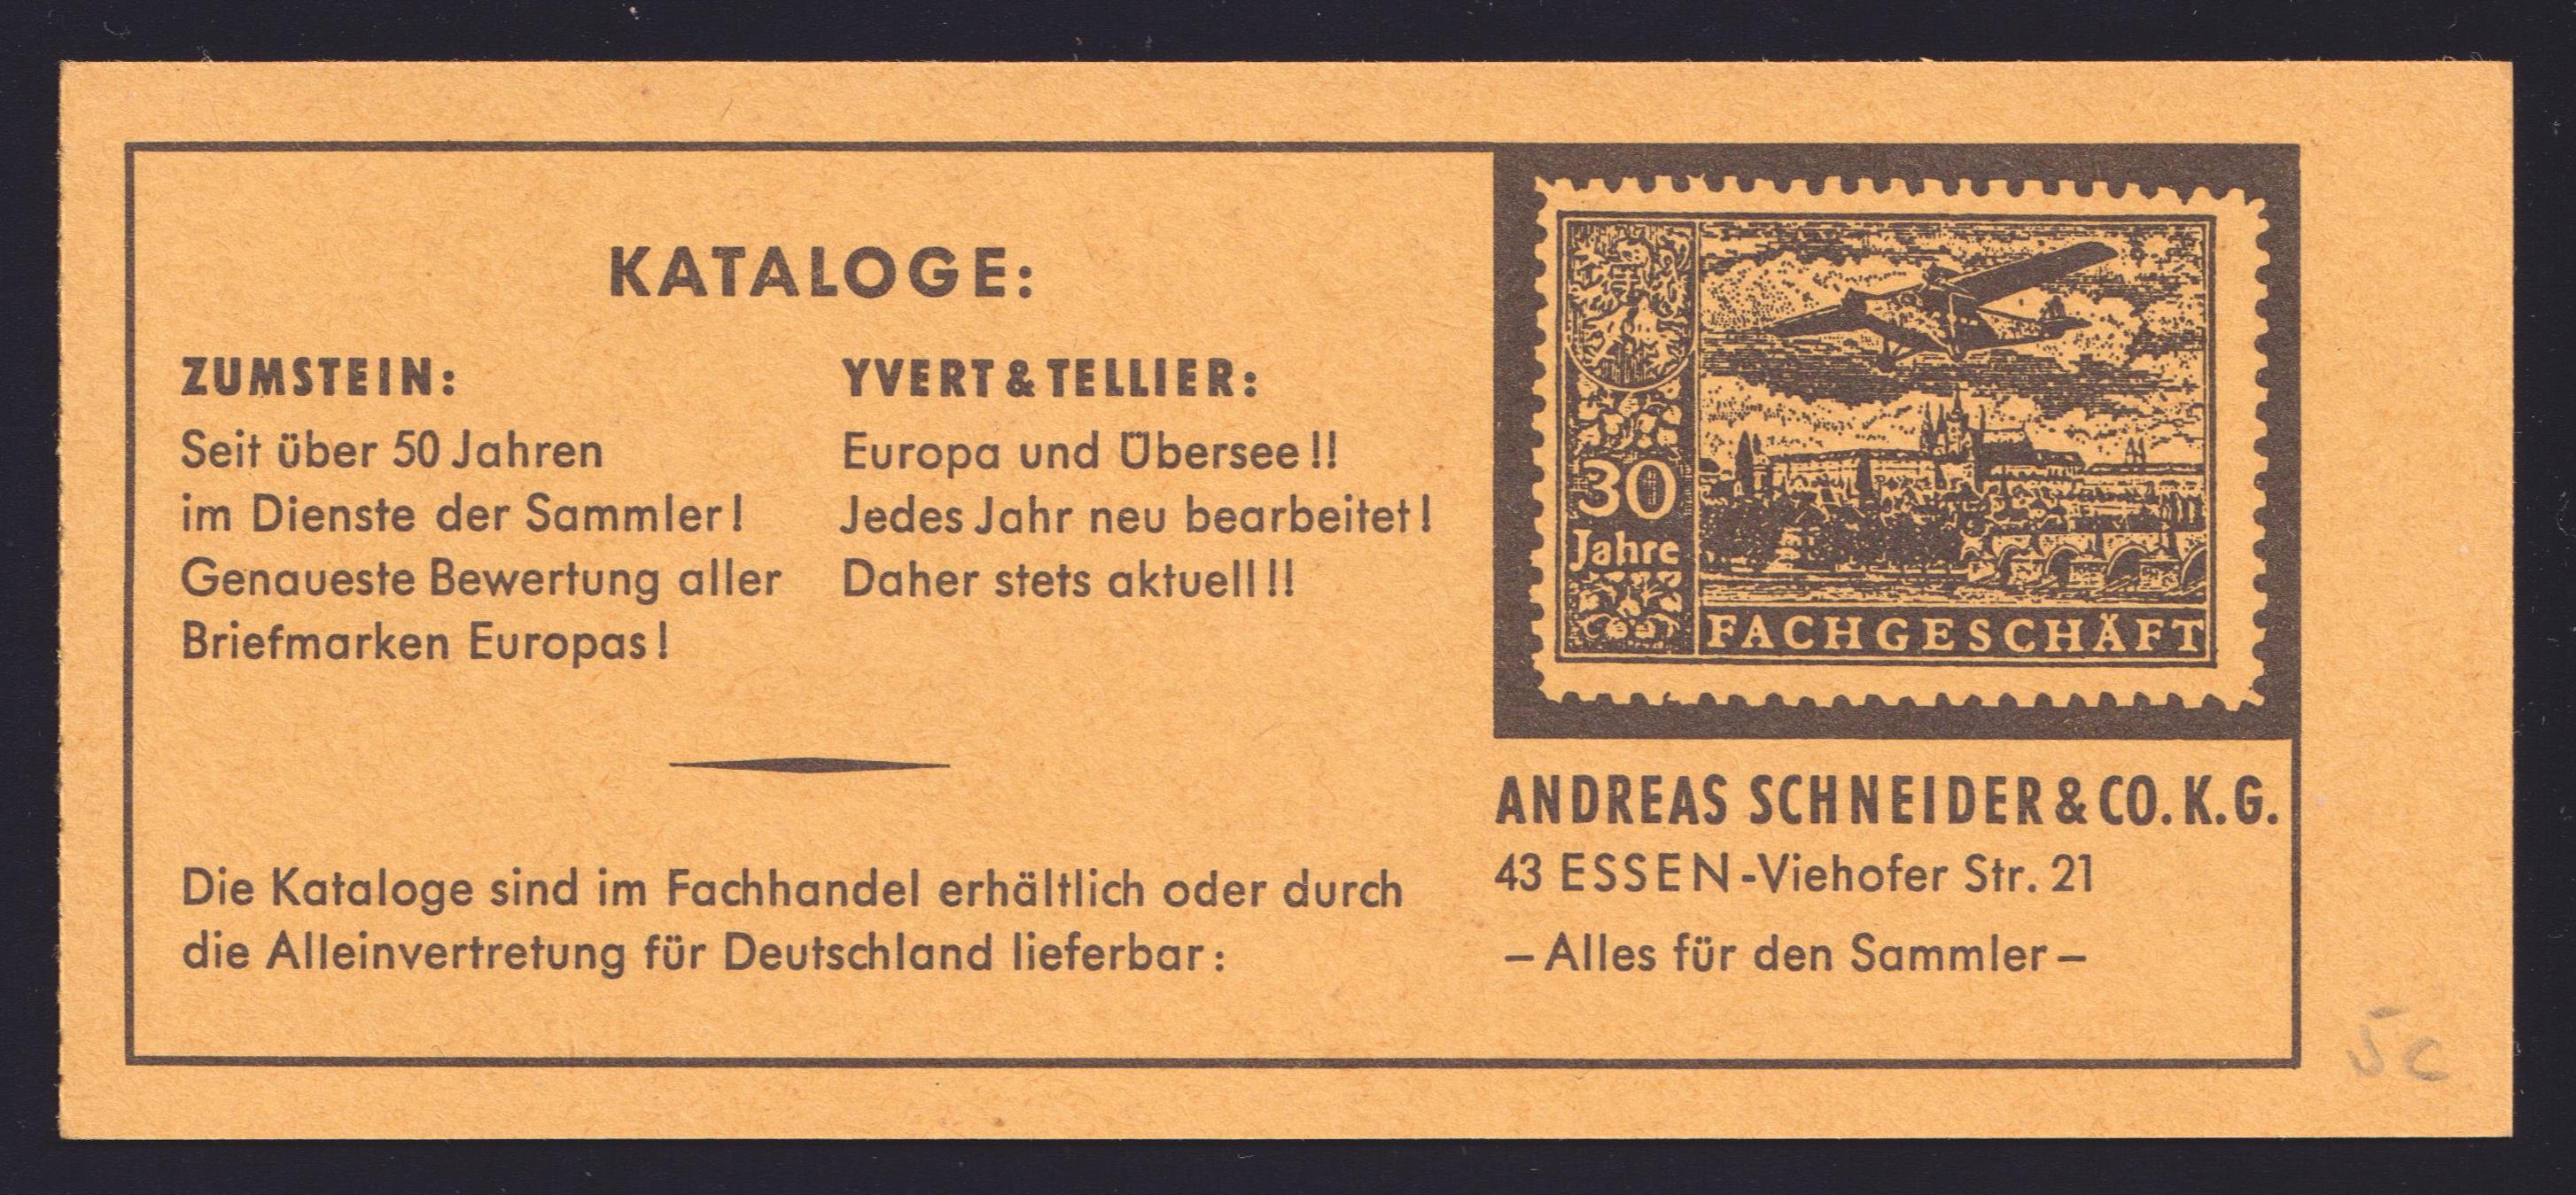 KATALOGE:
ZUMSTEIN:
Seit über 50 Jahren
im Dienste der Sammler!
Genaueste Bewertung aller
Briefmarken Europas!
YVERT & TELLIER:
Europa und Übersee!!
Jedes Jahr neu bearbeitet!
Daher stets aktuell!!
Die Kataloge sind im Fachhandel erhältlich oder durch
die Alleinvertretung für Deutschland lieferbar:
30
Jahre
FACHGESCHÄFT
ANDREAS SCHNEIDER & CO. K. G.
43 ESSEN-Viehofer Str. 21
– Alles für den Sammler –
5c